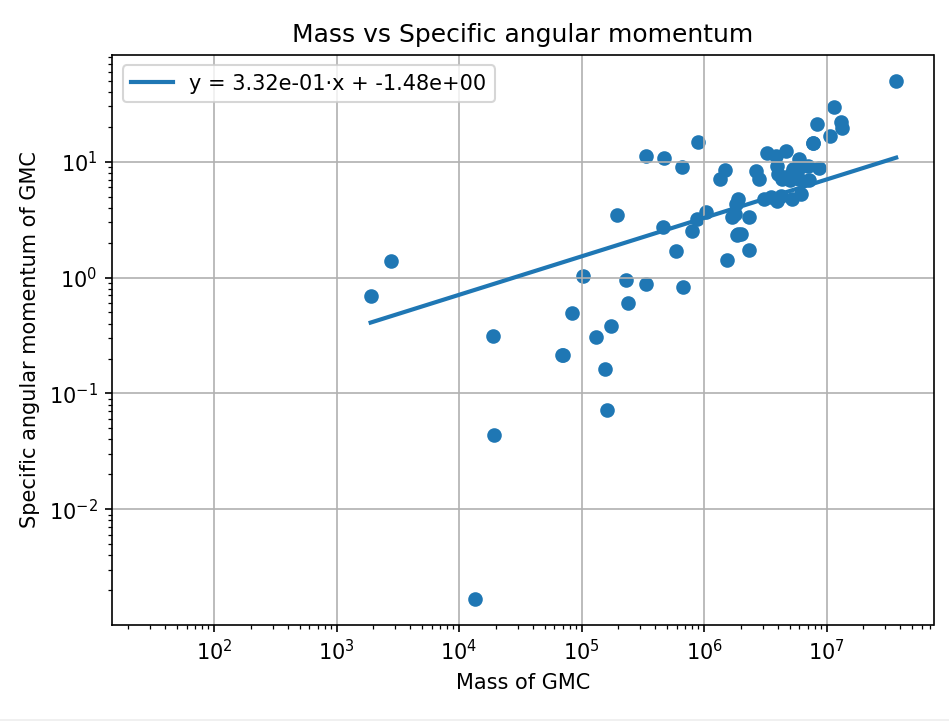 Mass vs Specific angular momentum
y = 3.32e-01·x + -1.48e+00
Specific angular momentum of GMC
10¹
10⁰
10⁻¹
10⁻²
10² 10³ 10⁴ 10⁵ 10⁶ 10⁷
Mass of GMC